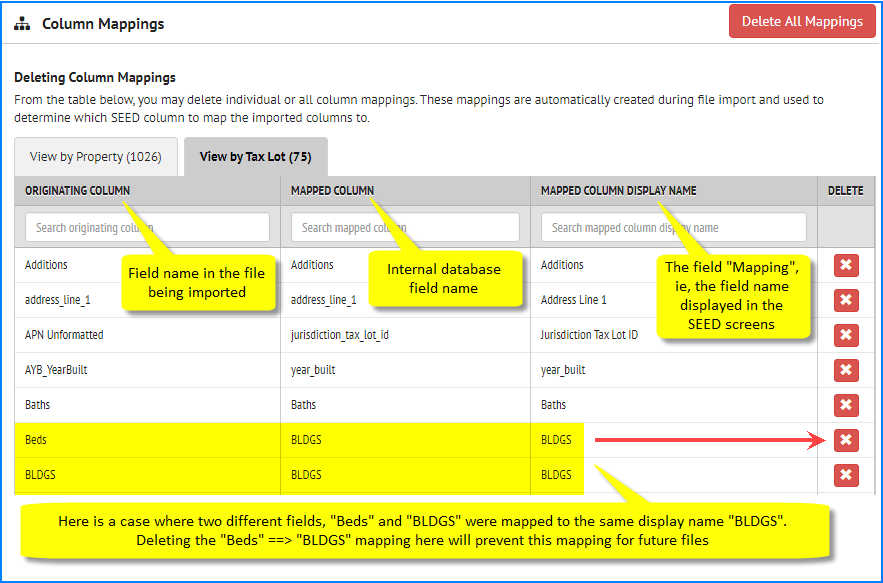 Column Mappings
Delete All Mappings
Deleting Column Mappings
From the table below, you may delete individual or all column mappings. These mappings are automatically created during file import and used to
determine which SEED column to map the imported columns to.
View by Property (1026)
View by Tax Lot (75)
ORIGINATING COLUMN MAPPED COLUMN MAPPED COLUMN DISPLAY NAME DELETE
Search originating column Search mapped column Search mapped column display name
Additions Additions Additions
address_line_1 address_line_1 Address Line 1
APN Unformatted jurisdiction_tax_lot_id Jurisdiction Tax Lot ID
AYB_YearBuilt year_built year_built
Baths Baths Baths
Beds BLDGS BLDGS
BLDGS BLDGS BLDGS
Field name in the file
being imported
Internal database
field name
The field "Mapping",
ie, the field name
displayed in the
SEED screens
Here is a case where two different fields, "Beds" and "BLDGS" were mapped to the same display name "BLDGS".
Deleting the "Beds" ==> "BLDGS" mapping here will prevent this mapping for future files